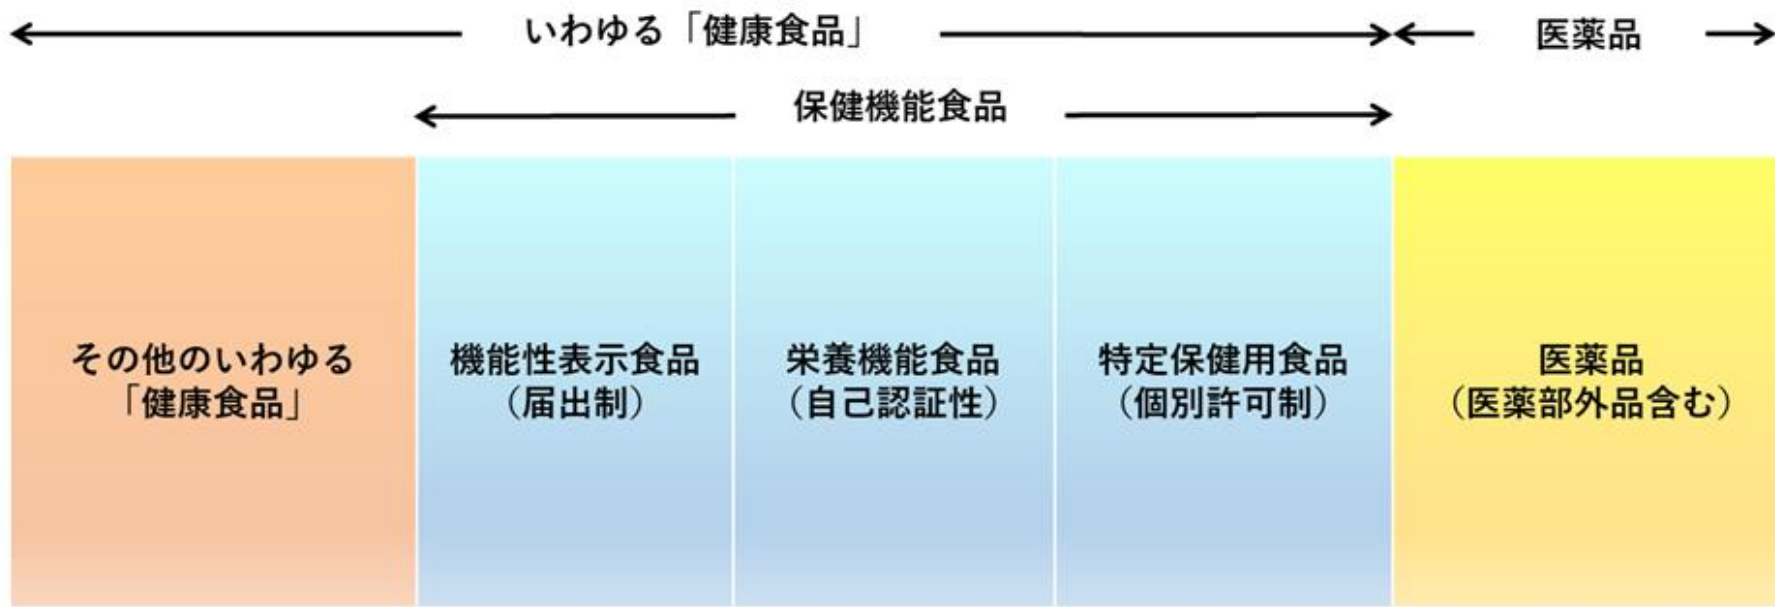 いわゆる「健康食品」
医薬品
保健機能食品
その他のいわゆる
「健康食品」
機能性表示食品
（届出制）
栄養機能食品
（自己認証性）
特定保健用食品
（個別許可制）
医薬品
（医薬部外品含む）